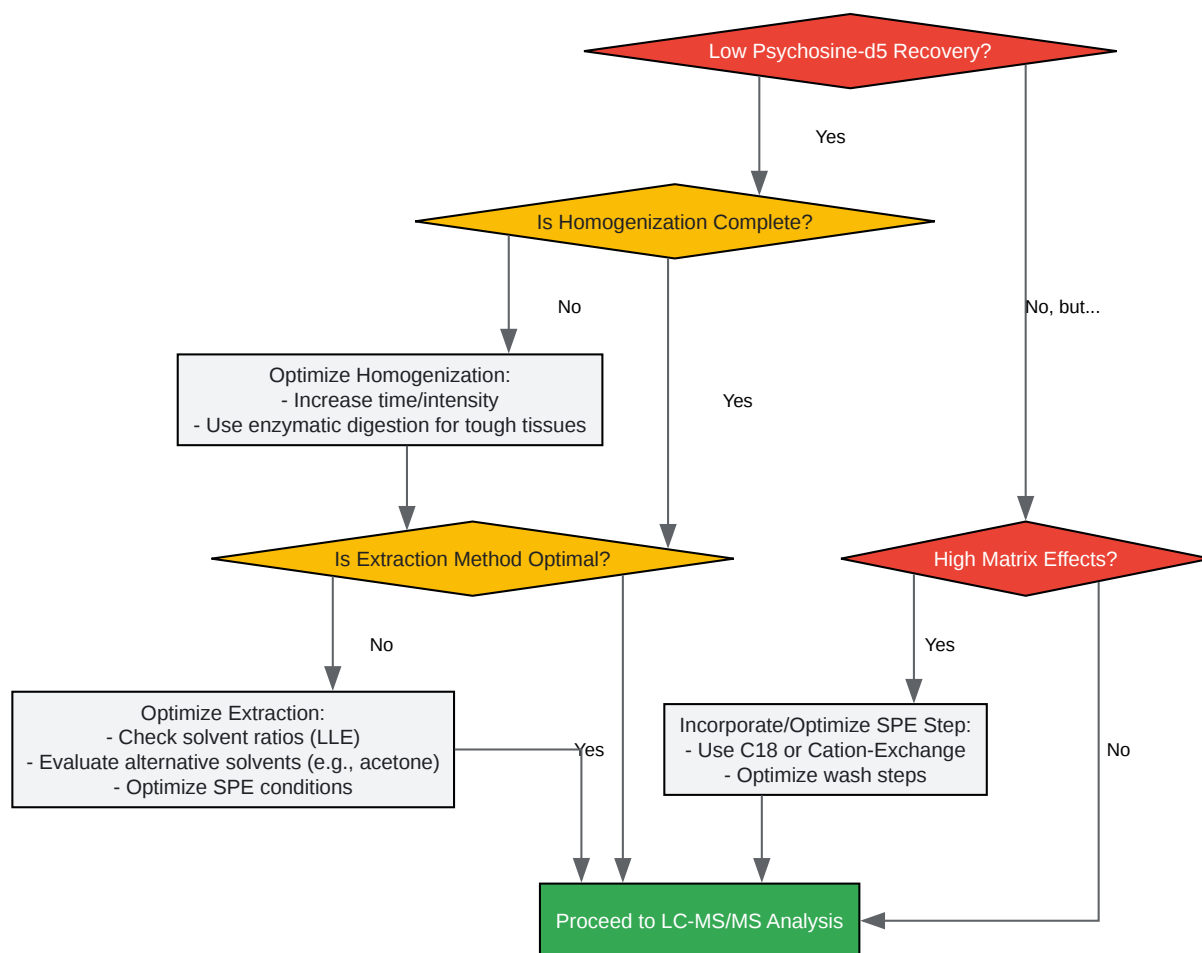 Low Psychosine-d5 Recovery?
Yes
Is Homogenization Complete?
No
No, but...
Optimize Homogenization:
- Increase time/intensity
- Use enzymatic digestion for tough tissues
Yes
Is Extraction Method Optimal?
High Matrix Effects?
No
Yes
Optimize Extraction:
- Check solvent ratios (LLE)
- Evaluate alternative solvents (e.g., acetone)
- Optimize SPE conditions
Yes
Incorporate/Optimize SPE Step:
- Use C18 or Cation-Exchange
- Optimize wash steps
No
Proceed to LC-MS/MS Analysis